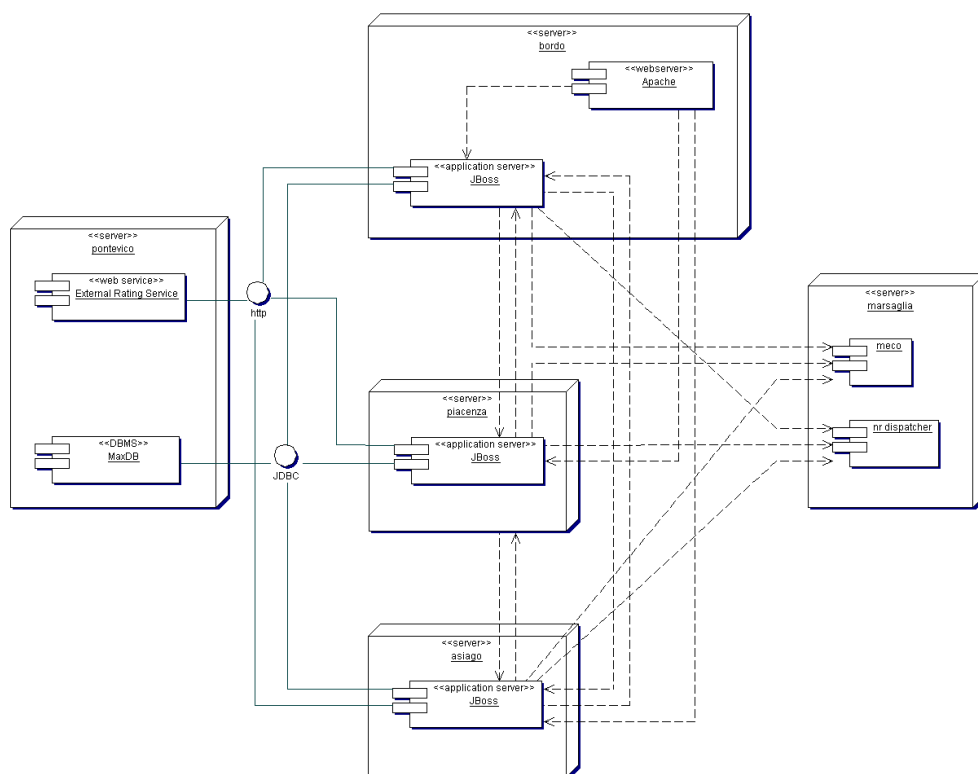 <<server>>
bordo
<<webserver>>
Apache
<<application server>>
JBoss
<<server>>
pontevico
<<web service>>
External Rating Service
http
<<DBMS>>
MaxDB
JDBC
<<server>>
piacenza
<<application server>>
JBoss
<<server>>
marsaglia
meco
nr dispatcher
<<server>>
asiago
<<application server>>
JBoss